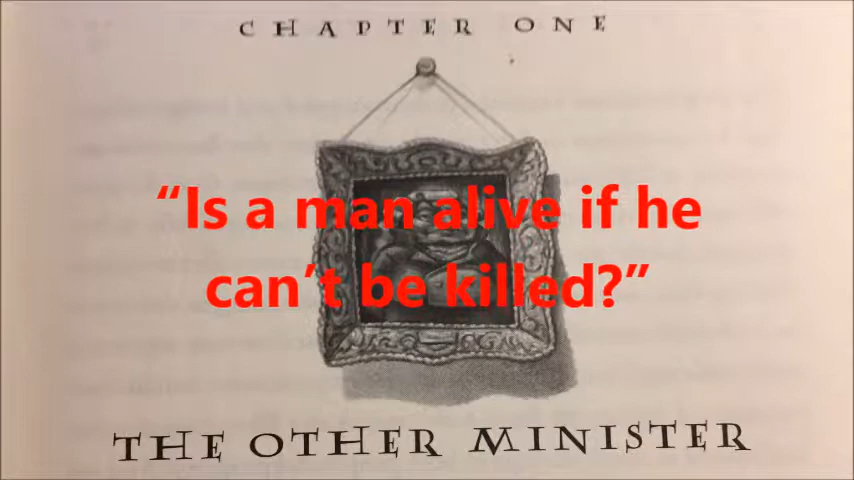 CHAPTER ONE
“Is a man alive if he
can’t be killed?”
THE OTHER MINISTER